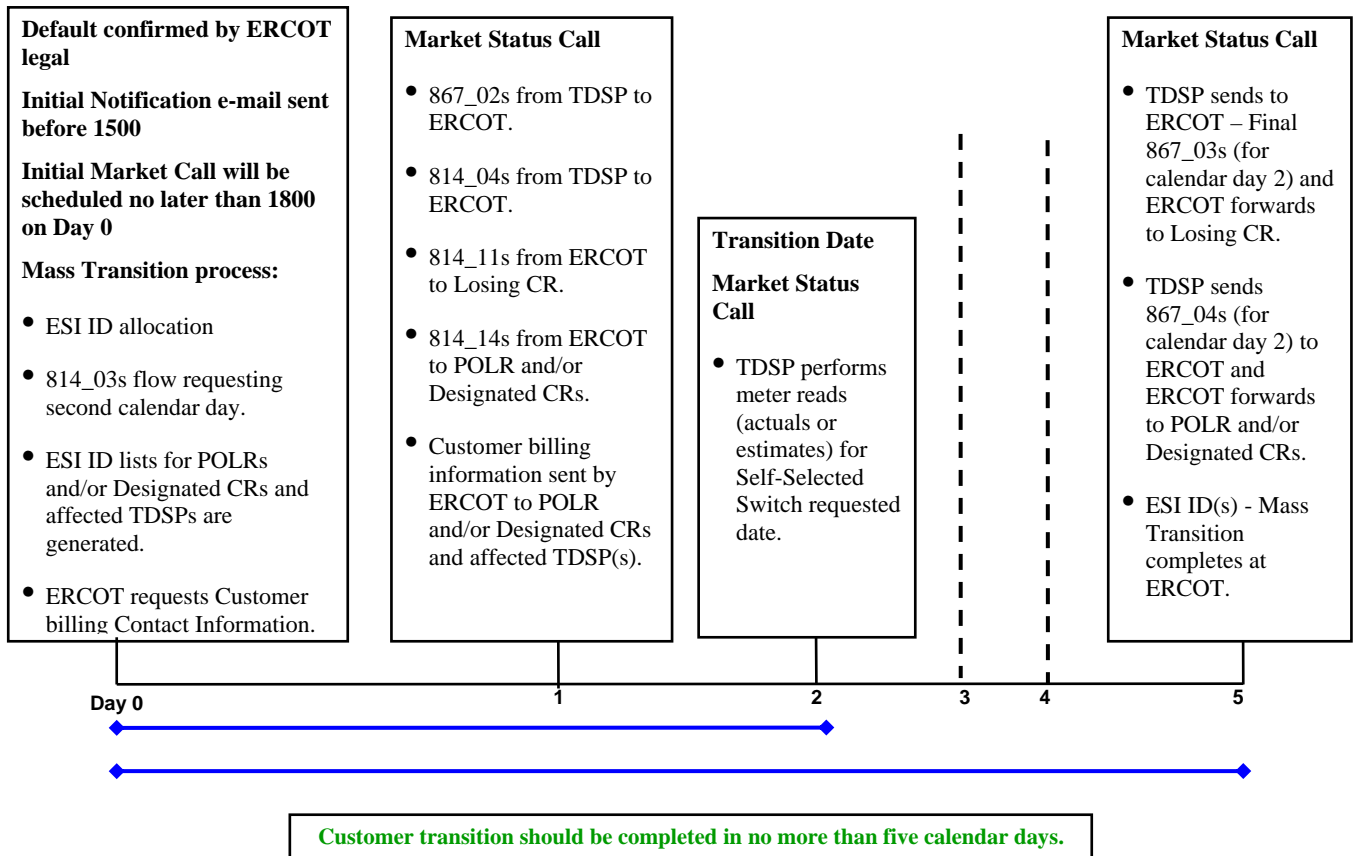 Default confirmed by ERCOT
legal
Initial Notification e-mail sent
before 1500
Initial Market Call will be
scheduled no later than 1800
on Day 0
Mass Transition process:
• ESI ID allocation
• 814_03s flow requesting
second calendar day.
• ESI ID lists for POLRs
and/or Designated CRs and
affected TDSPs are
generated.
• ERCOT requests Customer
billing Contact Information.
Market Status Call
• 867_02s from TDSP to
ERCOT.
• 814_04s from TDSP to
ERCOT.
• 814_11s from ERCOT
to Losing CR.
• 814_14s from ERCOT
to POLR and/or
Designated CRs.
• Customer billing
information sent by
ERCOT to POLR
and/or Designated CRs
and affected TDSP(s).
Transition Date
Market Status
Call
• TDSP performs
meter reads
(actuals or
estimates) for
Self-Selected
Switch requested
date.
Market Status Call
• TDSP sends to
ERCOT – Final
867_03s (for
calendar day 2) and
ERCOT forwards
to Losing CR.
• TDSP sends
867_04s (for
calendar day 2) to
ERCOT and
ERCOT forwards
to POLR and/or
Designated CRs.
• ESI ID(s) - Mass
Transition
completes at
ERCOT.
Day 0
1
2
3
4
5
Customer transition should be completed in no more than five calendar days.